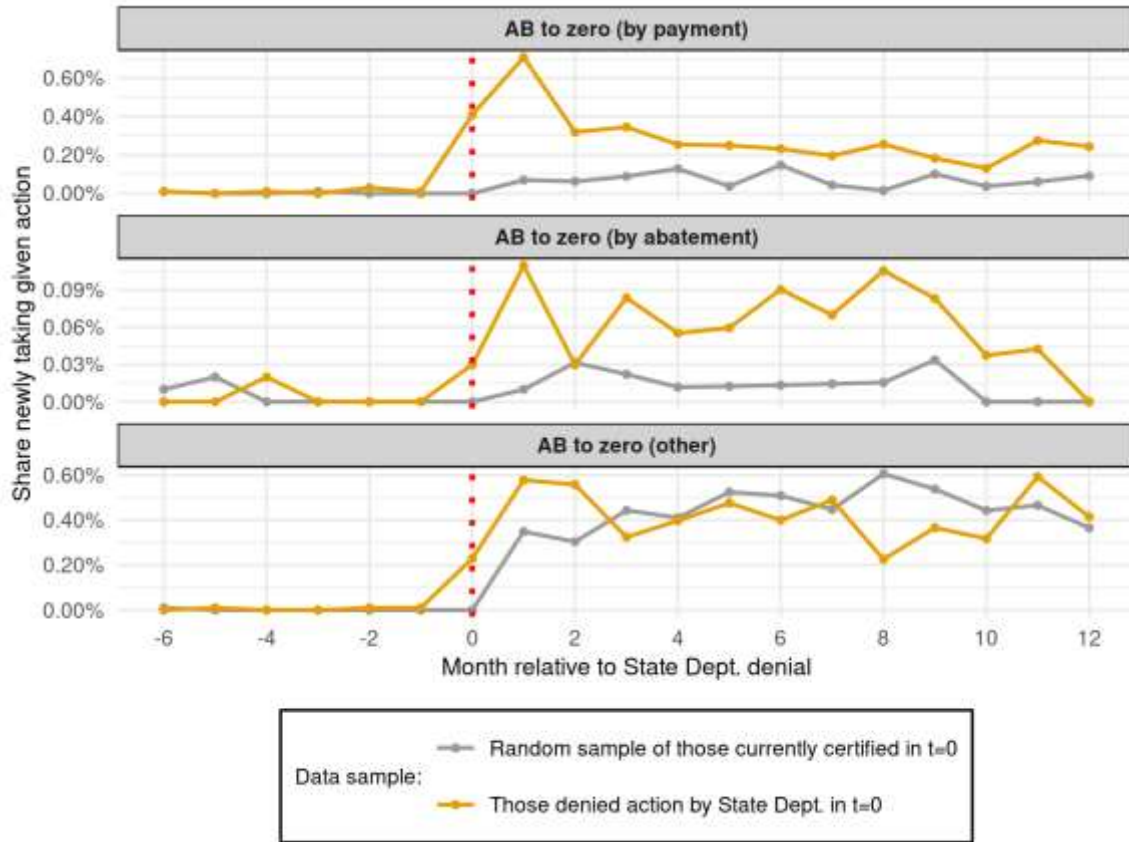 AB to zero (by payment)
0.60%
0.40%
0.20%
0.00%
AB to zero (by abatement)
0.09%
0.06%
0.03%
0.00%
AB to zero (other)
0.60%
0.40%
0.20%
0.00%
Share newly taking given action
-6 -4 -2 0 2 4 6 8 10 12
Month relative to State Dept. denial
Data sample:
Random sample of those currently certified in t=0
Those denied action by State Dept. in t=0